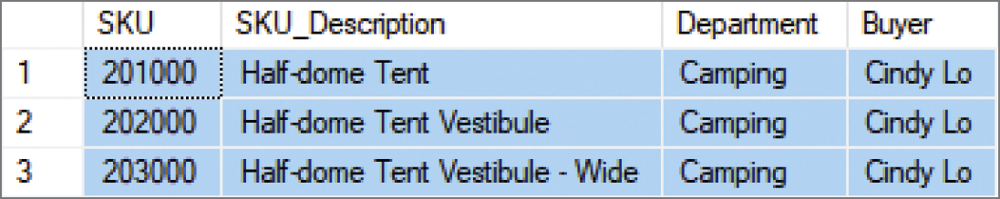 SKU SKU_Description Department Buyer
1 201000 Half-dome Tent Camping Cindy Lo
2 202000 Half-dome Tent Vestibule Camping Cindy Lo
3 203000 Half-dome Tent Vestibule - Wide Camping Cindy Lo